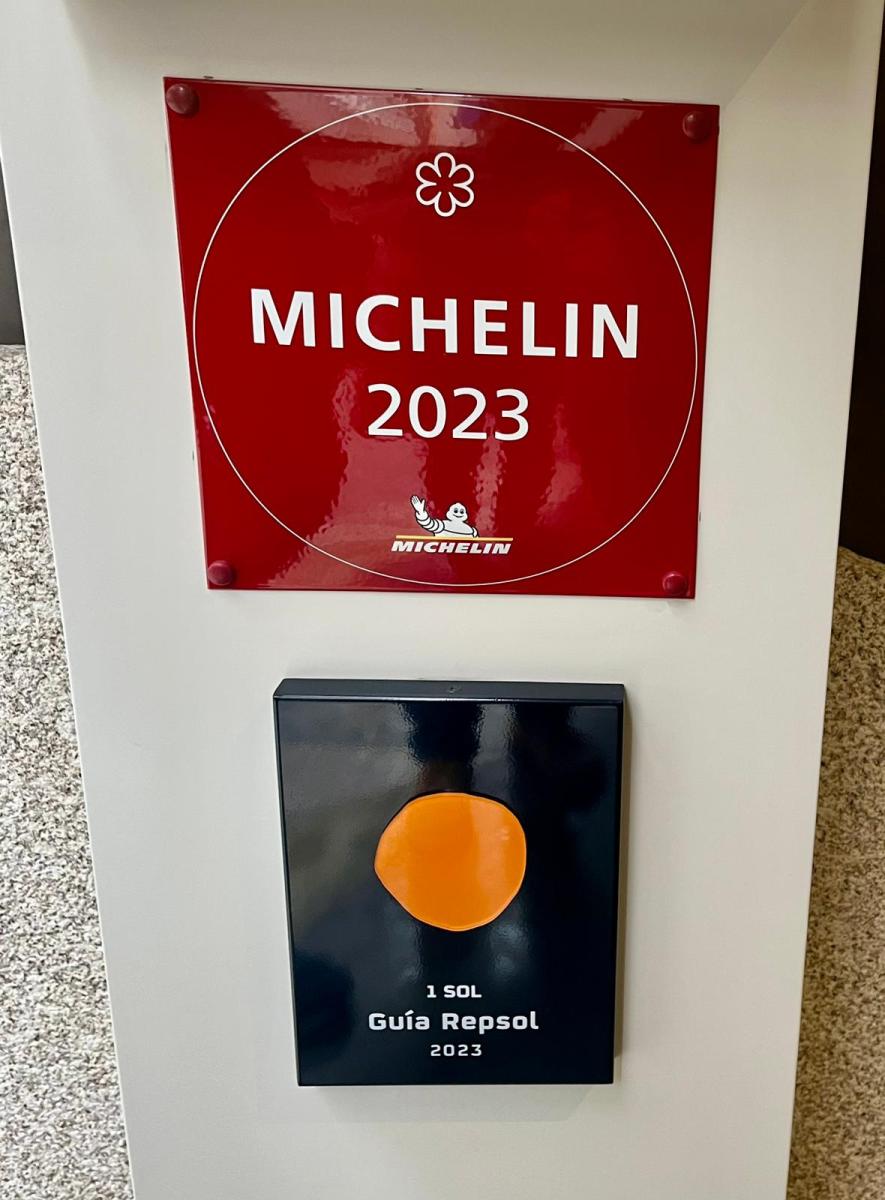 MICHELIN
2023
MICHELIN
1 SOL
Guía Repsol
2023